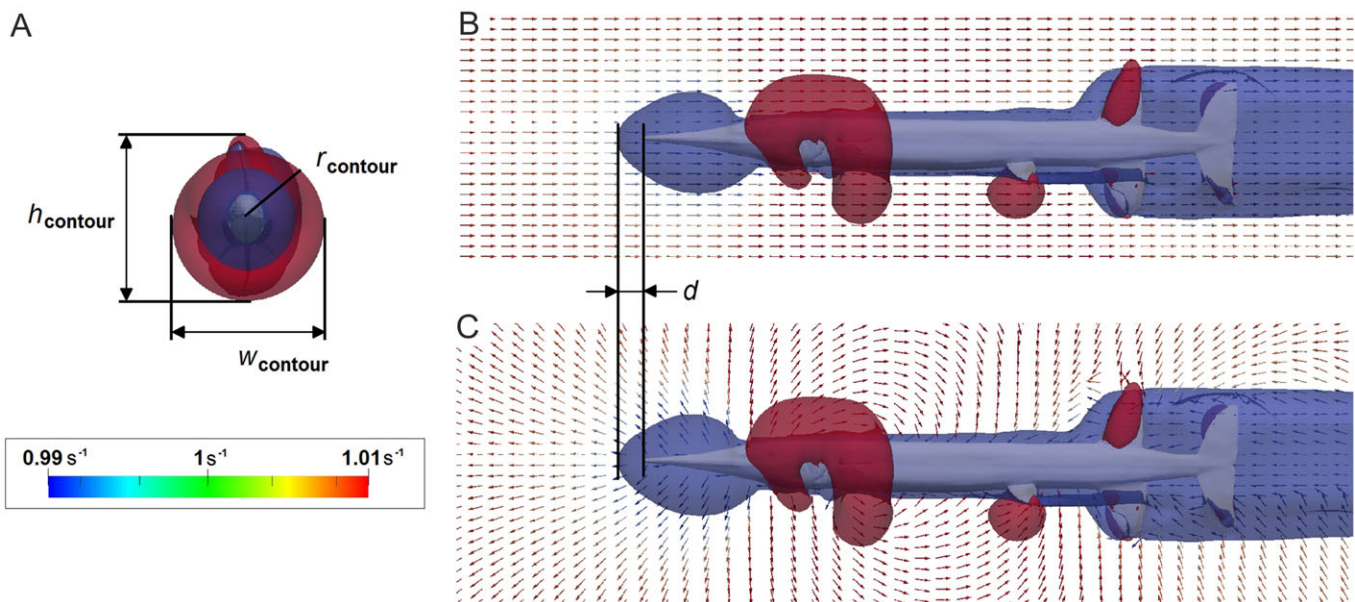 A
r contour
h contour
w contour
0.99 s⁻¹ 1 s⁻¹ 1.01 s⁻¹
B
d
C